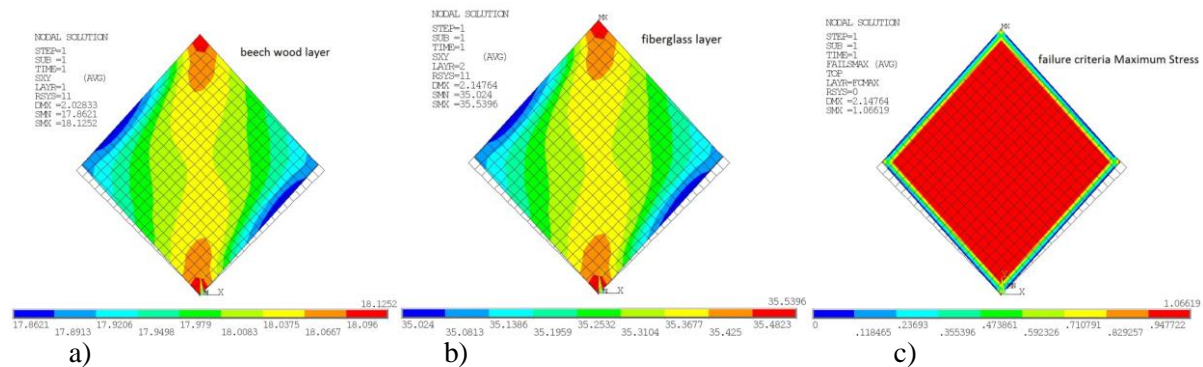 NODAL SOLUTION
STEP=1
SUB =1
TIME=1
SXY (AVG)
LAYR=1
RSYS=11
DMX =2.02833
SMN =17.8621
SMX =18.1252
beech wood layer
X
18.1252
17.8621 17.9206 17.979 18.0375 18.096
17.8913 17.9498 18.0083 18.0667
a)
NODAL SOLUTION
STEP=1
SUB =1
TIME=1
SXY (AVG)
LAYR=2
RSYS=11
DMX =2.14764
SMN =35.024
SMX =35.5396
MX
fiberglass layer
X
35.5396
35.024 35.1386 35.2532 35.3677 35.4823
35.0813 35.1959 35.3104 35.425
b)
NODAL SOLUTION
STEP=1
SUB =1
TIME=1
FAILSMAX (AVG)
TOP
LAYR=FCMAX
RSYS=0
DMX =2.14764
SMX =1.06619
MX
failure criteria Maximum Stress
X
1.06619
0 .23693 .473861 .710791 .947722
.118465 .355396 .592326 .829257
c)